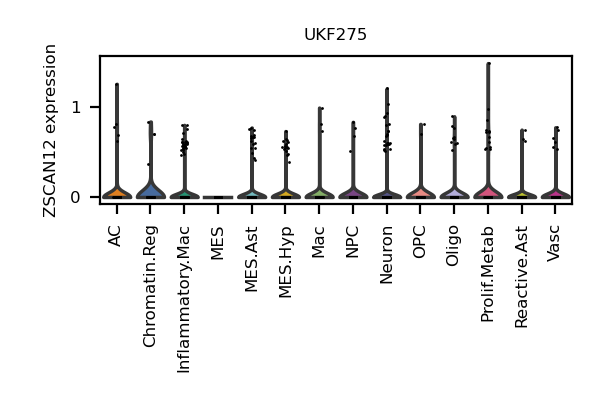 UKF275
ZSCAN12 expression
1
0
AC
Chromatin.Reg
Inflammatory.Mac
MES
MES.Ast
MES.Hyp
Mac
NPC
Neuron
OPC
Oligo
Prolif.Metab
Reactive.Ast
Vasc